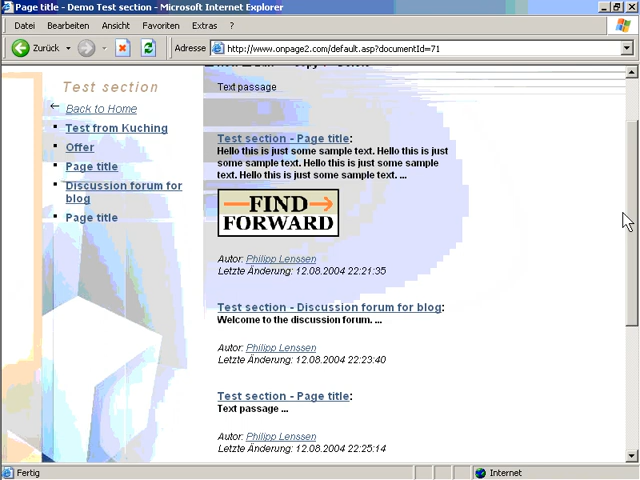 Page title - Demo Test section - Microsoft Internet Explorer
Datei Bearbeiten Ansicht Favoriten Extras ?
Zurück Adresse http://www.onpage2.com/default.asp?documentId=71
Text passage
Test section
Back to Home
Test from Kuching
Offer
Page title
Discussion forum for
blog
Page title
Test section - Page title:
Hello this is just some sample text. Hello this is just
some sample text. Hello this is just some sample
text. Hello this is just some sample text. ...
FIND
FORWARD
Autor: Philipp Lenssen
Letzte Änderung: 12.08.2004 22:21:35
Test section - Discussion forum for blog:
Welcome to the discussion forum. ...
Autor: Philipp Lenssen
Letzte Änderung: 12.08.2004 22:23:40
Test section - Page title:
Text passage ...
Autor: Philipp Lenssen
Letzte Änderung: 12.08.2004 22:25:14
Fertig Internet